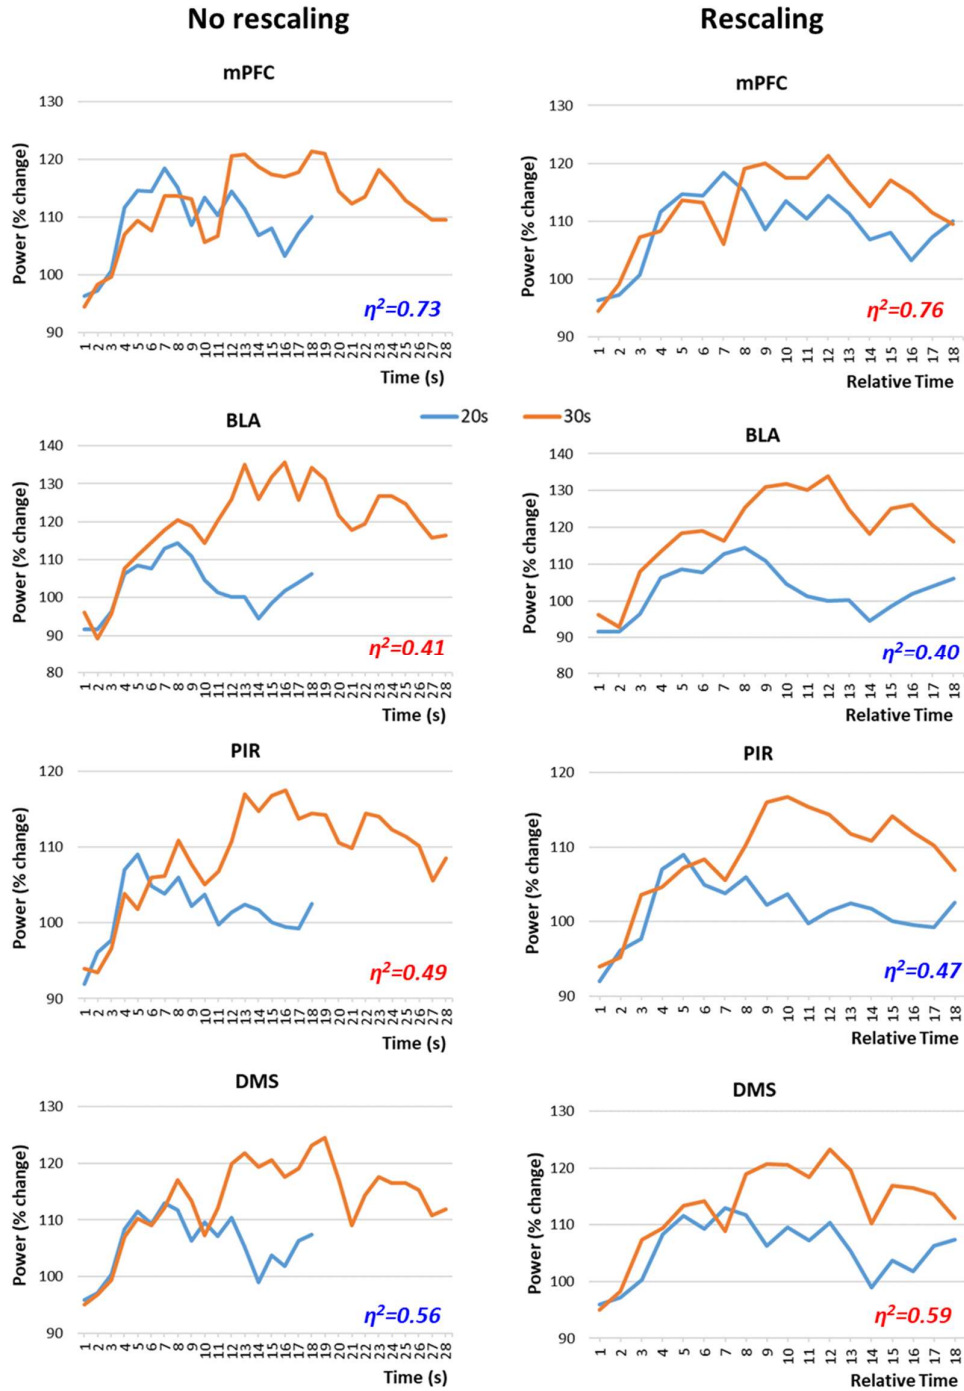 No rescaling
Rescaling
mPFC
130
120
110
100
90
Power (% change)
1 2 3 4 5 6 7 8 9 10 11 12 13 14 15 16 17 18 19 20 21 22 23 24 25 26 27 28
Time (s)
η²=0.73
mPFC
130
120
110
100
90
Power (% change)
1 2 3 4 5 6 7 8 9 10 11 12 13 14 15 16 17 18
Relative Time
η²=0.76
20s
30s
BLA
140
130
120
110
100
90
80
Power (% change)
1 2 3 4 5 6 7 8 9 10 11 12 13 14 15 16 17 18 19 20 21 22 23 24 25 26 27 28
Time (s)
η²=0.41
BLA
140
130
120
110
100
90
80
Power (% change)
1 2 3 4 5 6 7 8 9 10 11 12 13 14 15 16 17 18
Relative Time
η²=0.40
PIR
120
110
100
90
Power (% change)
1 2 3 4 5 6 7 8 9 10 11 12 13 14 15 16 17 18 19 20 21 22 23 24 25 26 27 28
Time (s)
η²=0.49
PIR
120
110
100
90
Power (% change)
1 2 3 4 5 6 7 8 9 10 11 12 13 14 15 16 17 18
Relative Time
η²=0.47
DMS
130
120
110
100
90
Power (% change)
1 2 3 4 5 6 7 8 9 10 11 12 13 14 15 16 17 18 19 20 21 22 23 24 25 26 27 28
Time (s)
η²=0.56
DMS
130
120
110
100
90
Power (% change)
1 2 3 4 5 6 7 8 9 10 11 12 13 14 15 16 17 18
Relative Time
η²=0.59